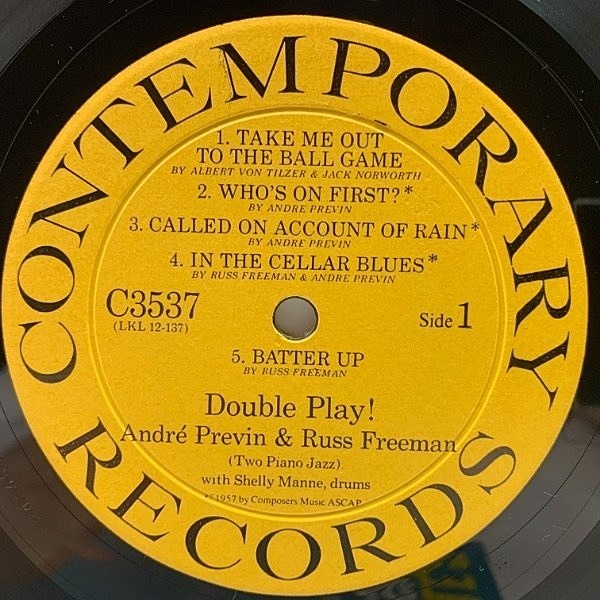 CONTEMPORARY
1. TAKE ME OUT
TO THE BALL GAME
BY ALBERT VON TILZER & JACK NORWORTH
2. WHO'S ON FIRST?*
BY ANDRE PREVIN
3. CALLED ON ACCOUNT OF RAIN*
BY ANDRE PREVIN
4. IN THE CELLAR BLUES*
BY RUSS FREEMAN & ANDRE PREVIN
C3537
(LKL 12-137)
Side 1
5. BATTER UP
BY RUSS FREEMAN
Double Play!
André Previn & Russ Freeman
(Two Piano Jazz)
with Shelly Manne, drums
*©1957 by Composers Music ASCAP
RECORDS